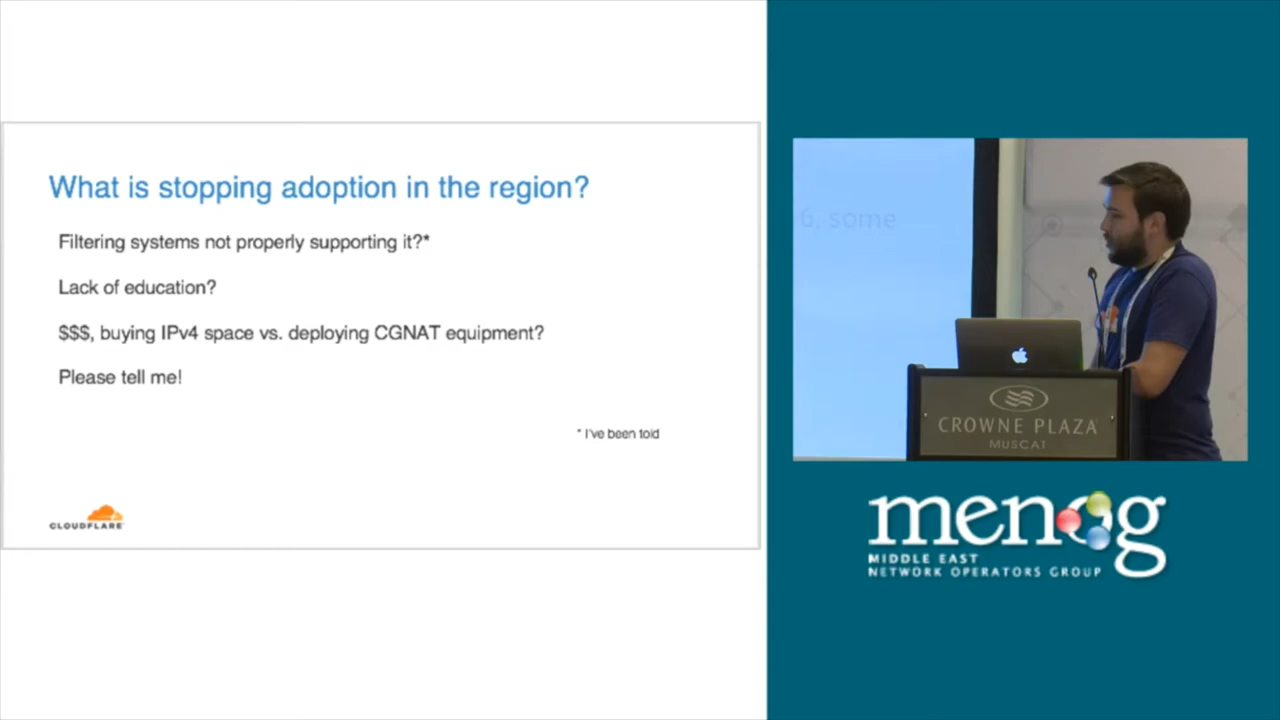 What is stopping adoption in the region?
Filtering systems not properly supporting it?*
Lack of education?
$$$, buying IPv4 space vs. deploying CGNAT equipment?
Please tell me!
* I've been told
CLOUDFLARE
6, some
CROWNE PLAZA
MUSCAT
menog
MIDDLE EAST
NETWORK OPERATORS GROUP